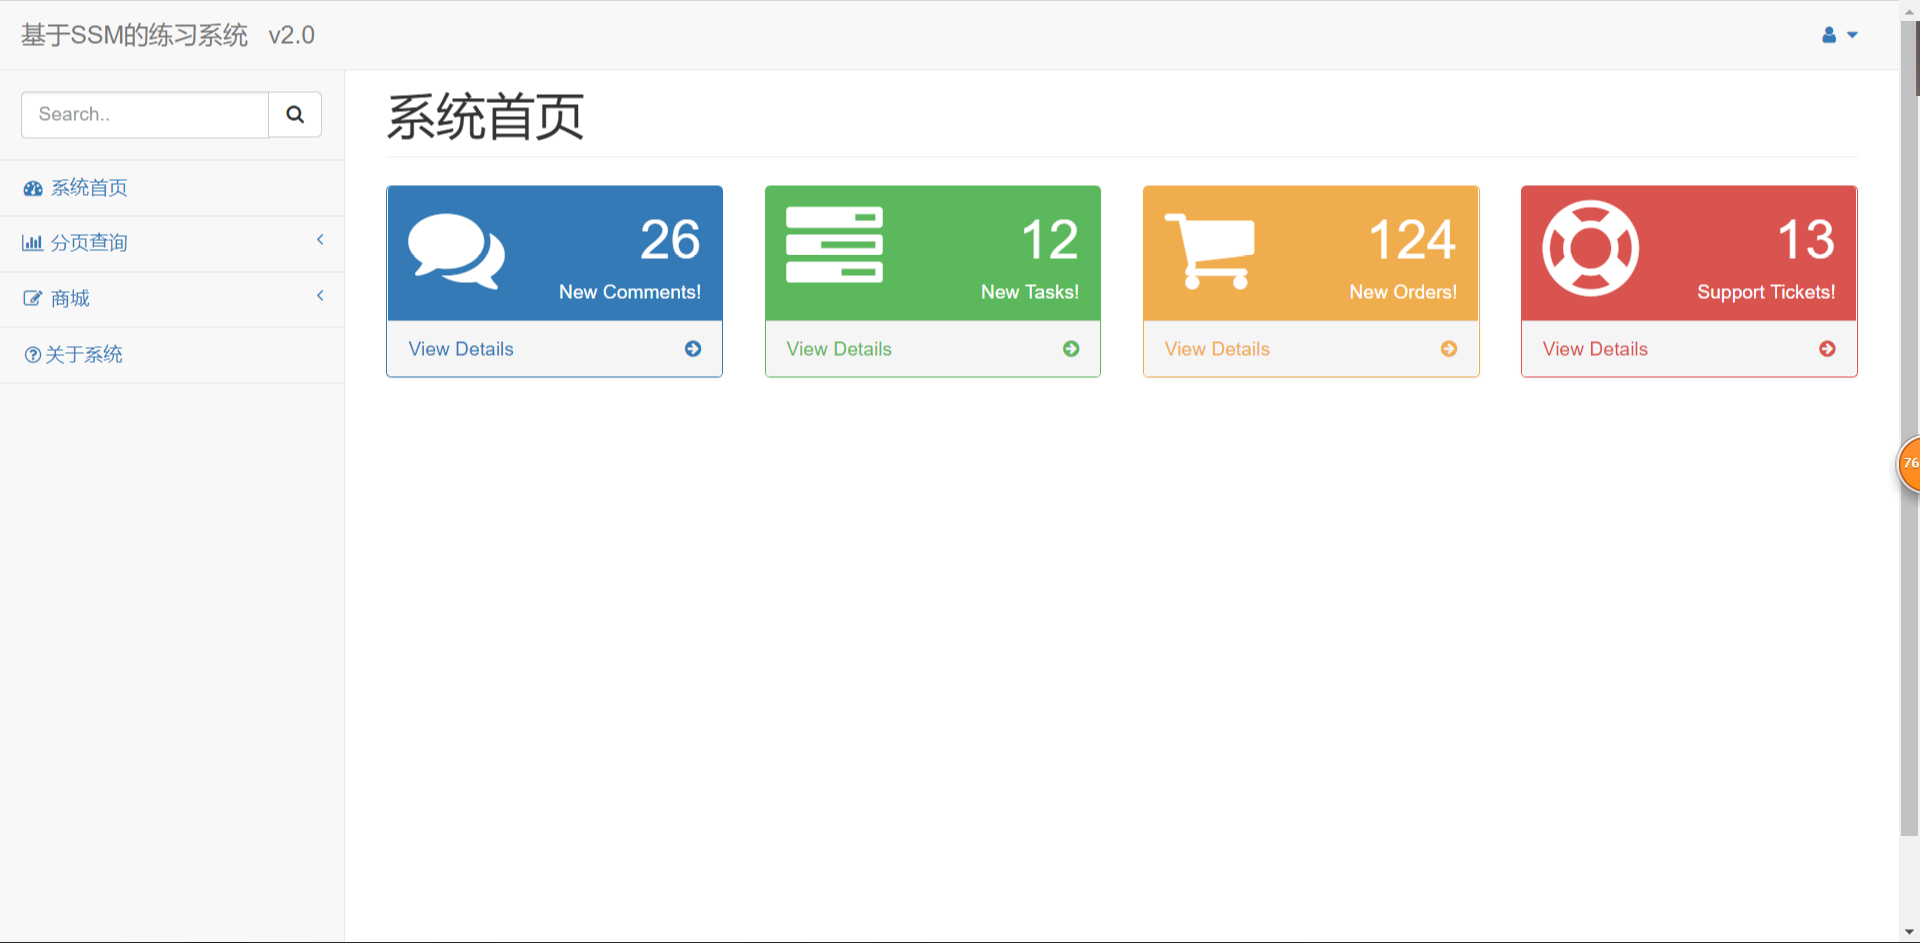 基于SSM的练习系统 v2.0
Search..
系统首页
分页查询
商城
关于系统
系统首页
26
New Comments!
View Details
12
New Tasks!
View Details
124
New Orders!
View Details
13
Support Tickets!
View Details
76